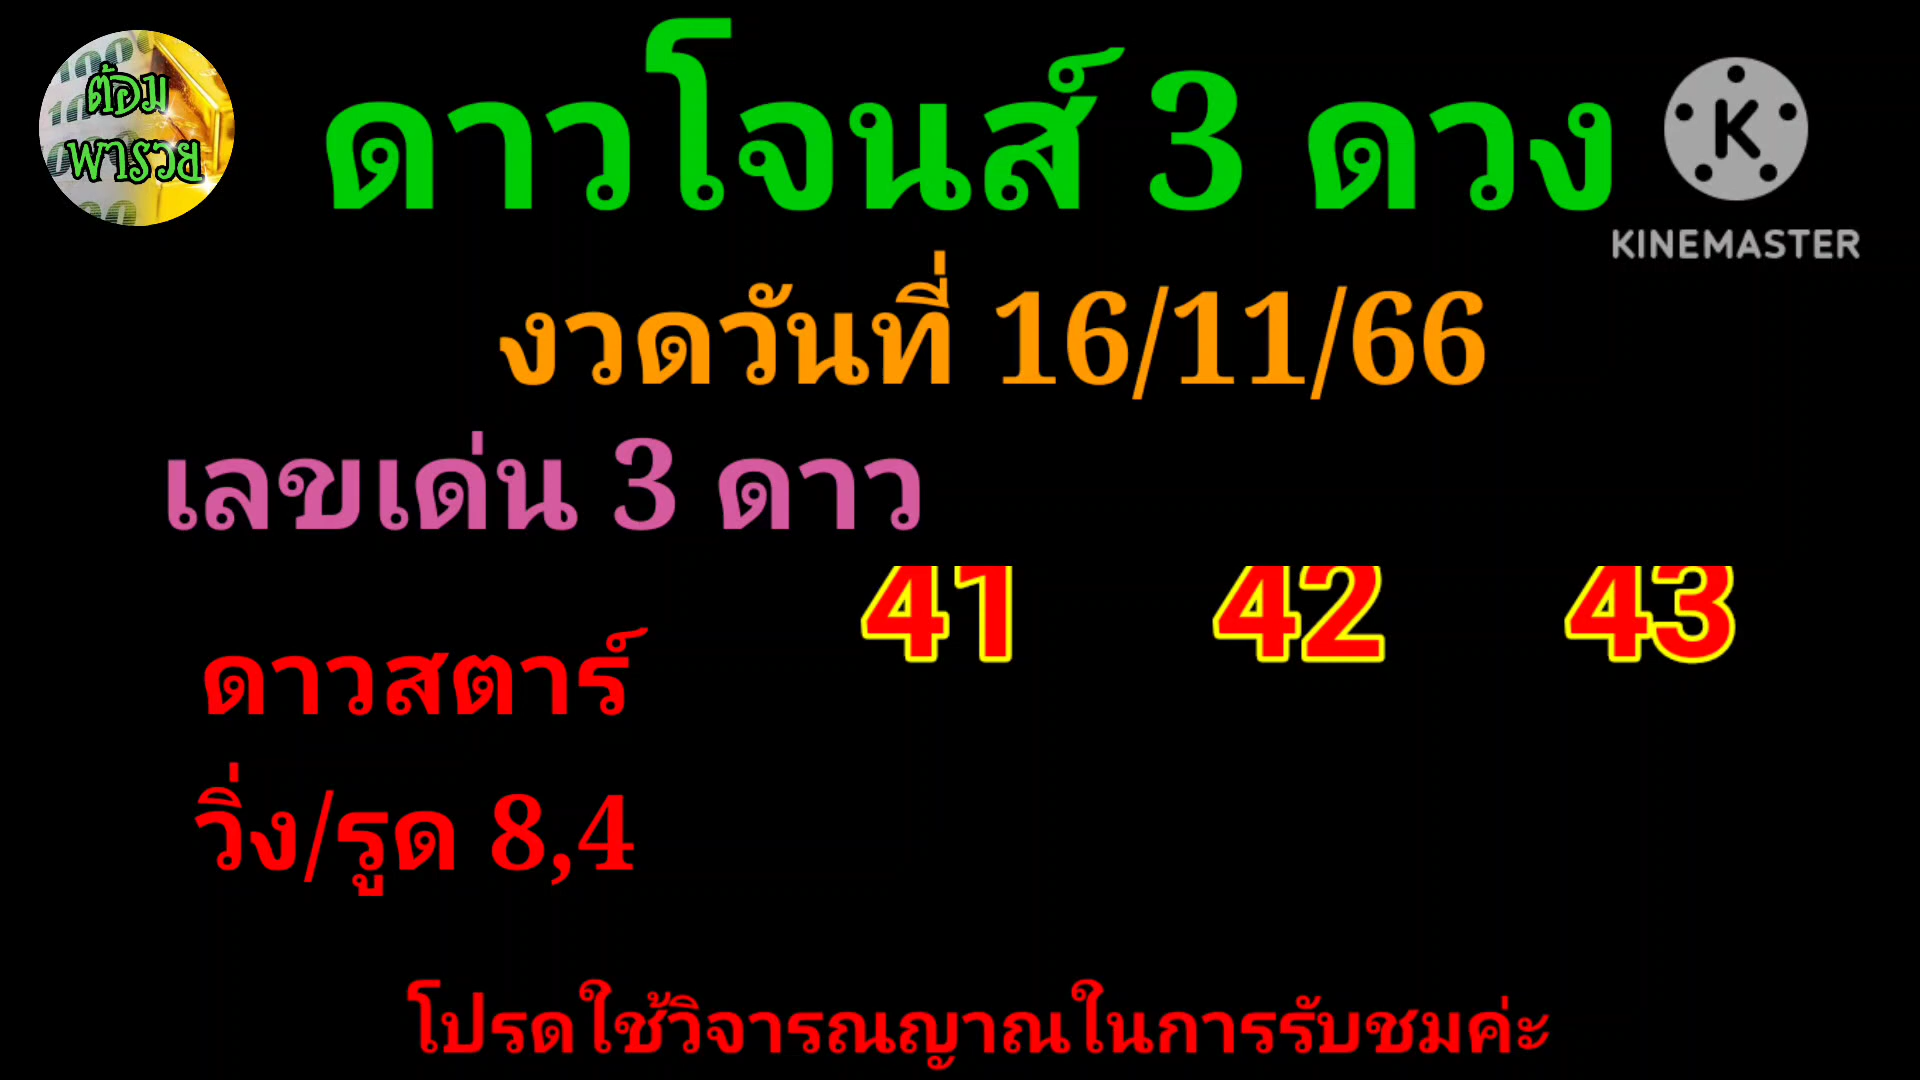 ต้อม
พารวย
ดาวโจนส์ 3 ดวง
KINEMASTER
งวดวันที่ 16/11/66
เลขเด่น 3 ดาว
41 42 43
ดาวสตาร์
วิ่ง/รูด 8,4
โปรดใช้วิจารณญาณในการรับชมค่ะ